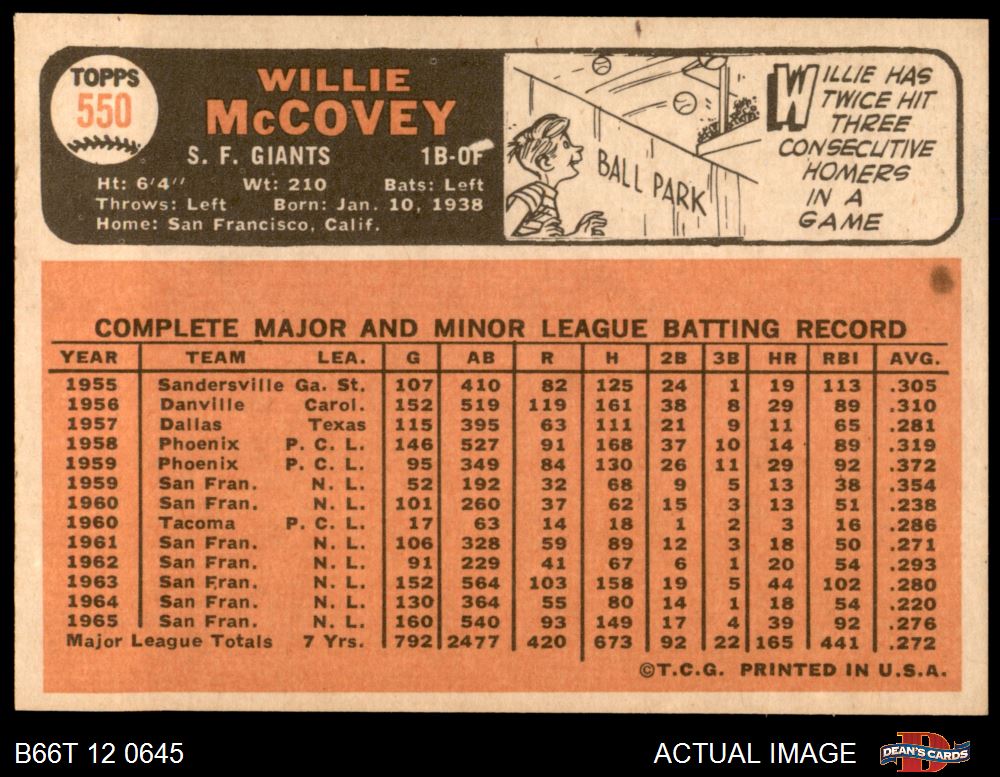 TOPPS
550
WILLIE
McCOVEY
S. F. GIANTS 1B-OF
Ht: 6'4" Wt: 210 Bats: Left
Throws: Left Born: Jan. 10, 1938
Home: San Francisco, Calif.
BALL PARK
WILLIE HAS
TWICE HIT
THREE
CONSECUTIVE
HOMERS
IN A
GAME
COMPLETE MAJOR AND MINOR LEAGUE BATTING RECORD
YEAR TEAM LEA. G AB R H 2B 3B HR RBI AVG.
1955 Sandersville Ga. St. 107 410 82 125 24 1 19 113 .305
1956 Danville Carol. 152 519 119 161 38 8 29 89 .310
1957 Dallas Texas 115 395 63 111 21 9 11 65 .281
1958 Phoenix P. C. L. 146 527 91 168 37 10 14 89 .319
1959 Phoenix P. C. L. 95 349 84 130 26 11 29 92 .372
1959 San Fran. N. L. 52 192 32 68 9 5 13 38 .354
1960 San Fran. N. L. 101 260 37 62 15 3 13 51 .238
1960 Tacoma P. C. L. 17 63 14 18 1 2 3 16 .286
1961 San Fran. N. L. 106 328 59 89 12 3 18 50 .271
1962 San Fran. N. L. 91 229 41 67 6 1 20 54 .293
1963 San Fran. N. L. 152 564 103 158 19 5 44 102 .280
1964 San Fran. N. L. 130 364 55 80 14 1 18 54 .220
1965 San Fran. N. L. 160 540 93 149 17 4 39 92 .276
Major League Totals 7 Yrs. 792 2477 420 673 92 22 165 441 .272
©T.C.G. PRINTED IN U.S.A.
B66T 12 0645
ACTUAL IMAGE
DEAN'S CARDS